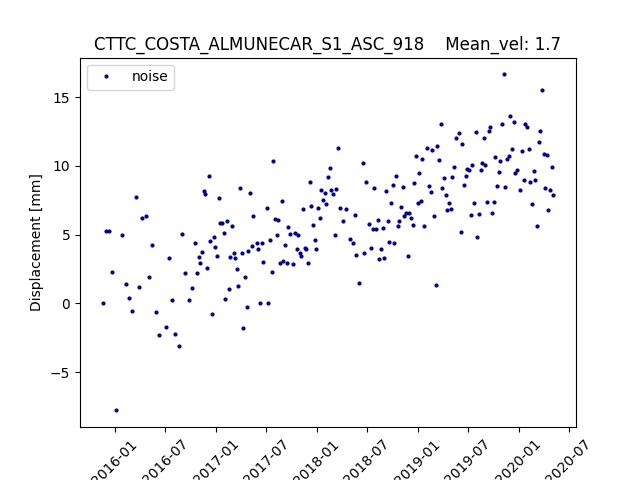 CTTC_COSTA_ALMUNECAR_S1_ASC_918 Mean_vel: 1.7
noise
15
10
5
0
−5
Displacement [mm]
2016-01 2016-07 2017-01 2017-07 2018-01 2018-07 2019-01 2019-07 2020-01 2020-07